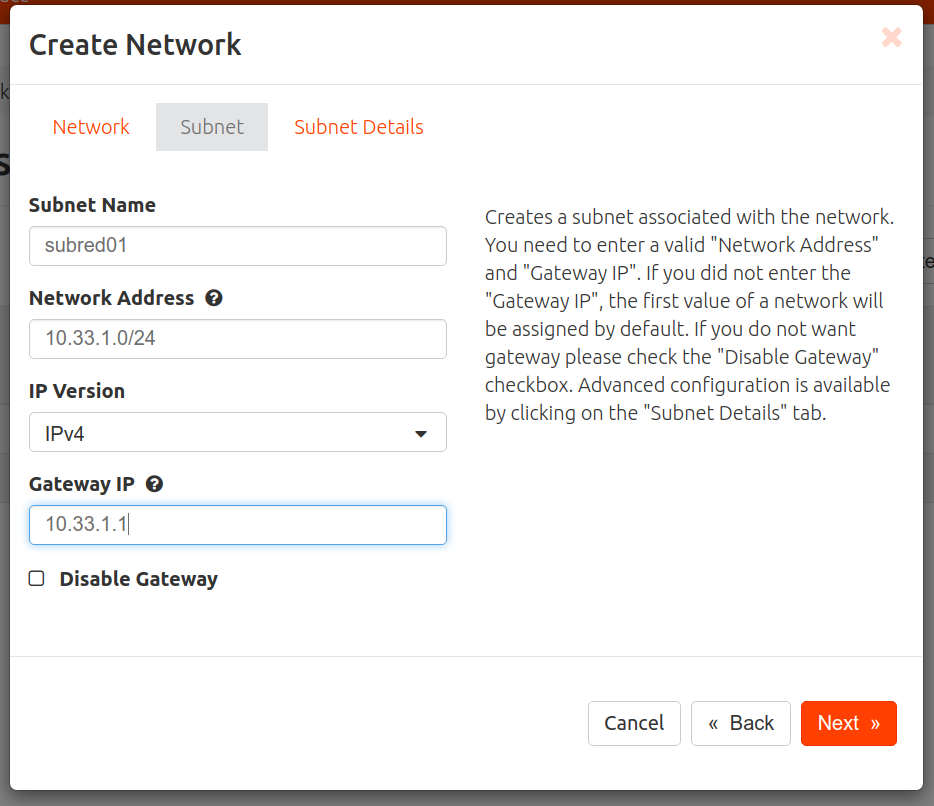 Create Network
Network
Subnet
Subnet Details
Subnet Name
subred01
Network Address
10.33.1.0/24
IP Version
IPv4
Gateway IP
10.33.1.1
Disable Gateway
Creates a subnet associated with the network.
You need to enter a valid "Network Address"
and "Gateway IP". If you did not enter the
"Gateway IP", the first value of a network will
be assigned by default. If you do not want
gateway please check the "Disable Gateway"
checkbox. Advanced configuration is available
by clicking on the "Subnet Details" tab.
Cancel
« Back
Next »